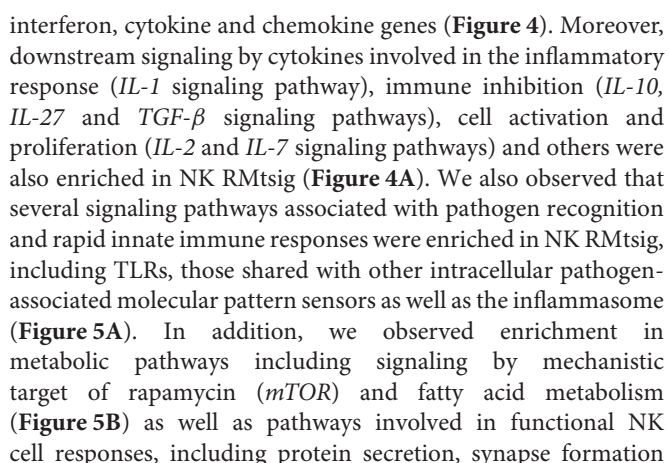 interferon, cytokine and chemokine genes (Figure 4). Moreover,
downstream signaling by cytokines involved in the inflammatory
response (IL-1 signaling pathway), immune inhibition (IL-10,
IL-27 and TGF-β signaling pathways), cell activation and
proliferation (IL-2 and IL-7 signaling pathways) and others were
also enriched in NK RMtsig (Figure 4A). We also observed that
several signaling pathways associated with pathogen recognition
and rapid innate immune responses were enriched in NK RMtsig,
including TLRs, those shared with other intracellular pathogen-
associated molecular pattern sensors as well as the inflammasome
(Figure 5A). In addition, we observed enrichment in
metabolic pathways including signaling by mechanistic
target of rapamycin (mTOR) and fatty acid metabolism
(Figure 5B) as well as pathways involved in functional NK
cell responses, including protein secretion, synapse formation